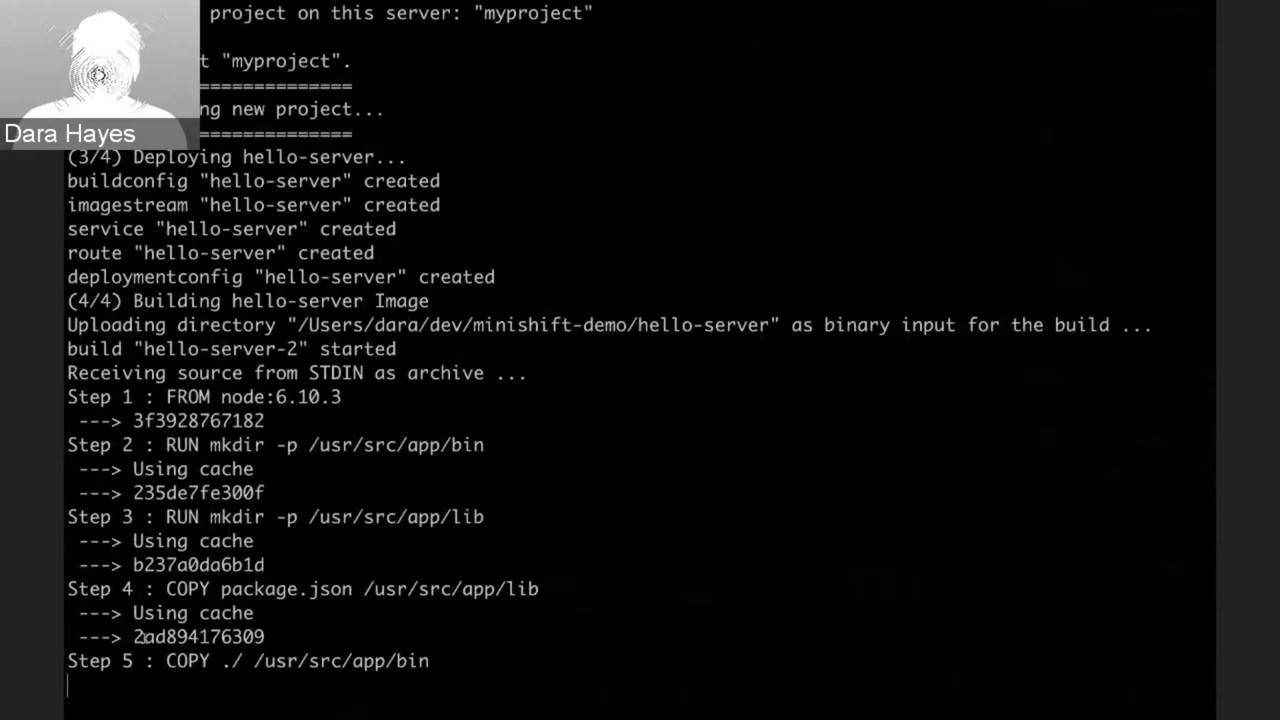 project on this server: "myproject"
t "myproject".
==============
ng new project...
==============
Dara Hayes
(3/4) Deploying hello-server...
buildconfig "hello-server" created
imagestream "hello-server" created
service "hello-server" created
route "hello-server" created
deploymentconfig "hello-server" created
(4/4) Building hello-server Image
Uploading directory "/Users/dara/dev/minishift-demo/hello-server" as binary input for the build ...
build "hello-server-2" started
Receiving source from STDIN as archive ...
Step 1 : FROM node:6.10.3
---> 3f3928767182
Step 2 : RUN mkdir -p /usr/src/app/bin
---> Using cache
---> 235de7fe300f
Step 3 : RUN mkdir -p /usr/src/app/lib
---> Using cache
---> b237a0da6b1d
Step 4 : COPY package.json /usr/src/app/lib
---> Using cache
---> 2ad894176309
Step 5 : COPY ./ /usr/src/app/bin